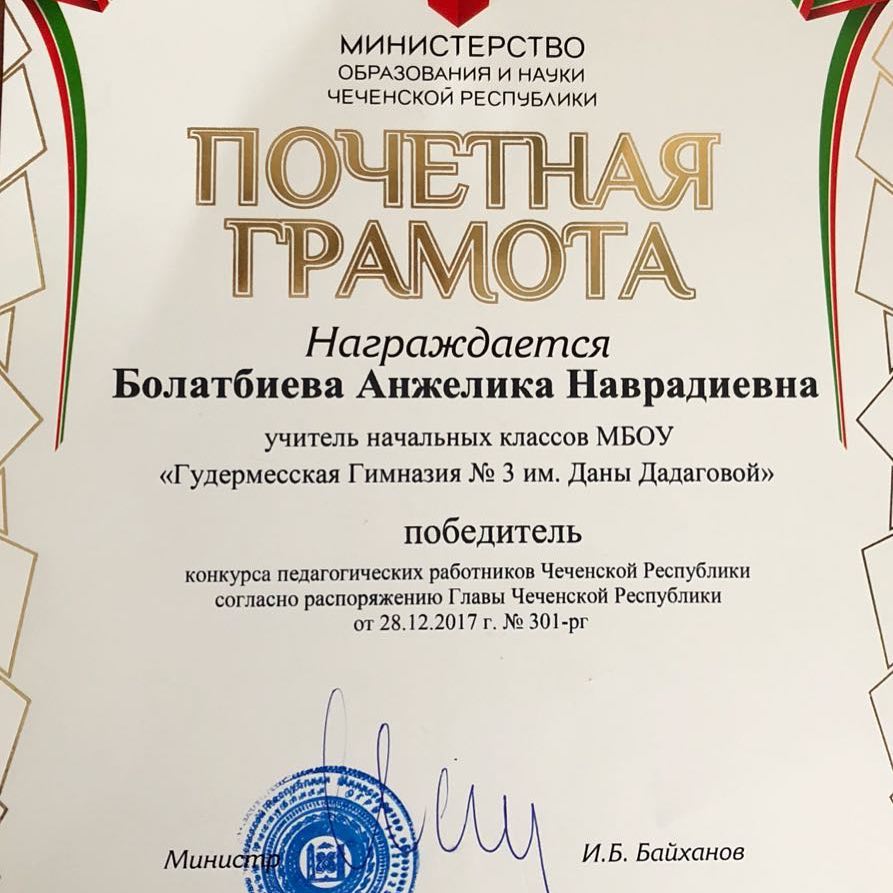 МИНИСТЕРСТВО
ОБРАЗОВАНИЯ И НАУКИ
ЧЕЧЕНСКОЙ РЕСПУБЛИКИ
ПОЧЕТНАЯ
ГРАМОТА
Награждается
Болатбиева Анжелика Наврадиевна
учитель начальных классов МБОУ
«Гудермесская Гимназия № 3 им. Даны Дадаговой»
победитель
конкурса педагогических работников Чеченской Республики
согласно распоряжению Главы Чеченской Республики
от 28.12.2017 г. № 301-рг
Министр
И.Б. Байханов